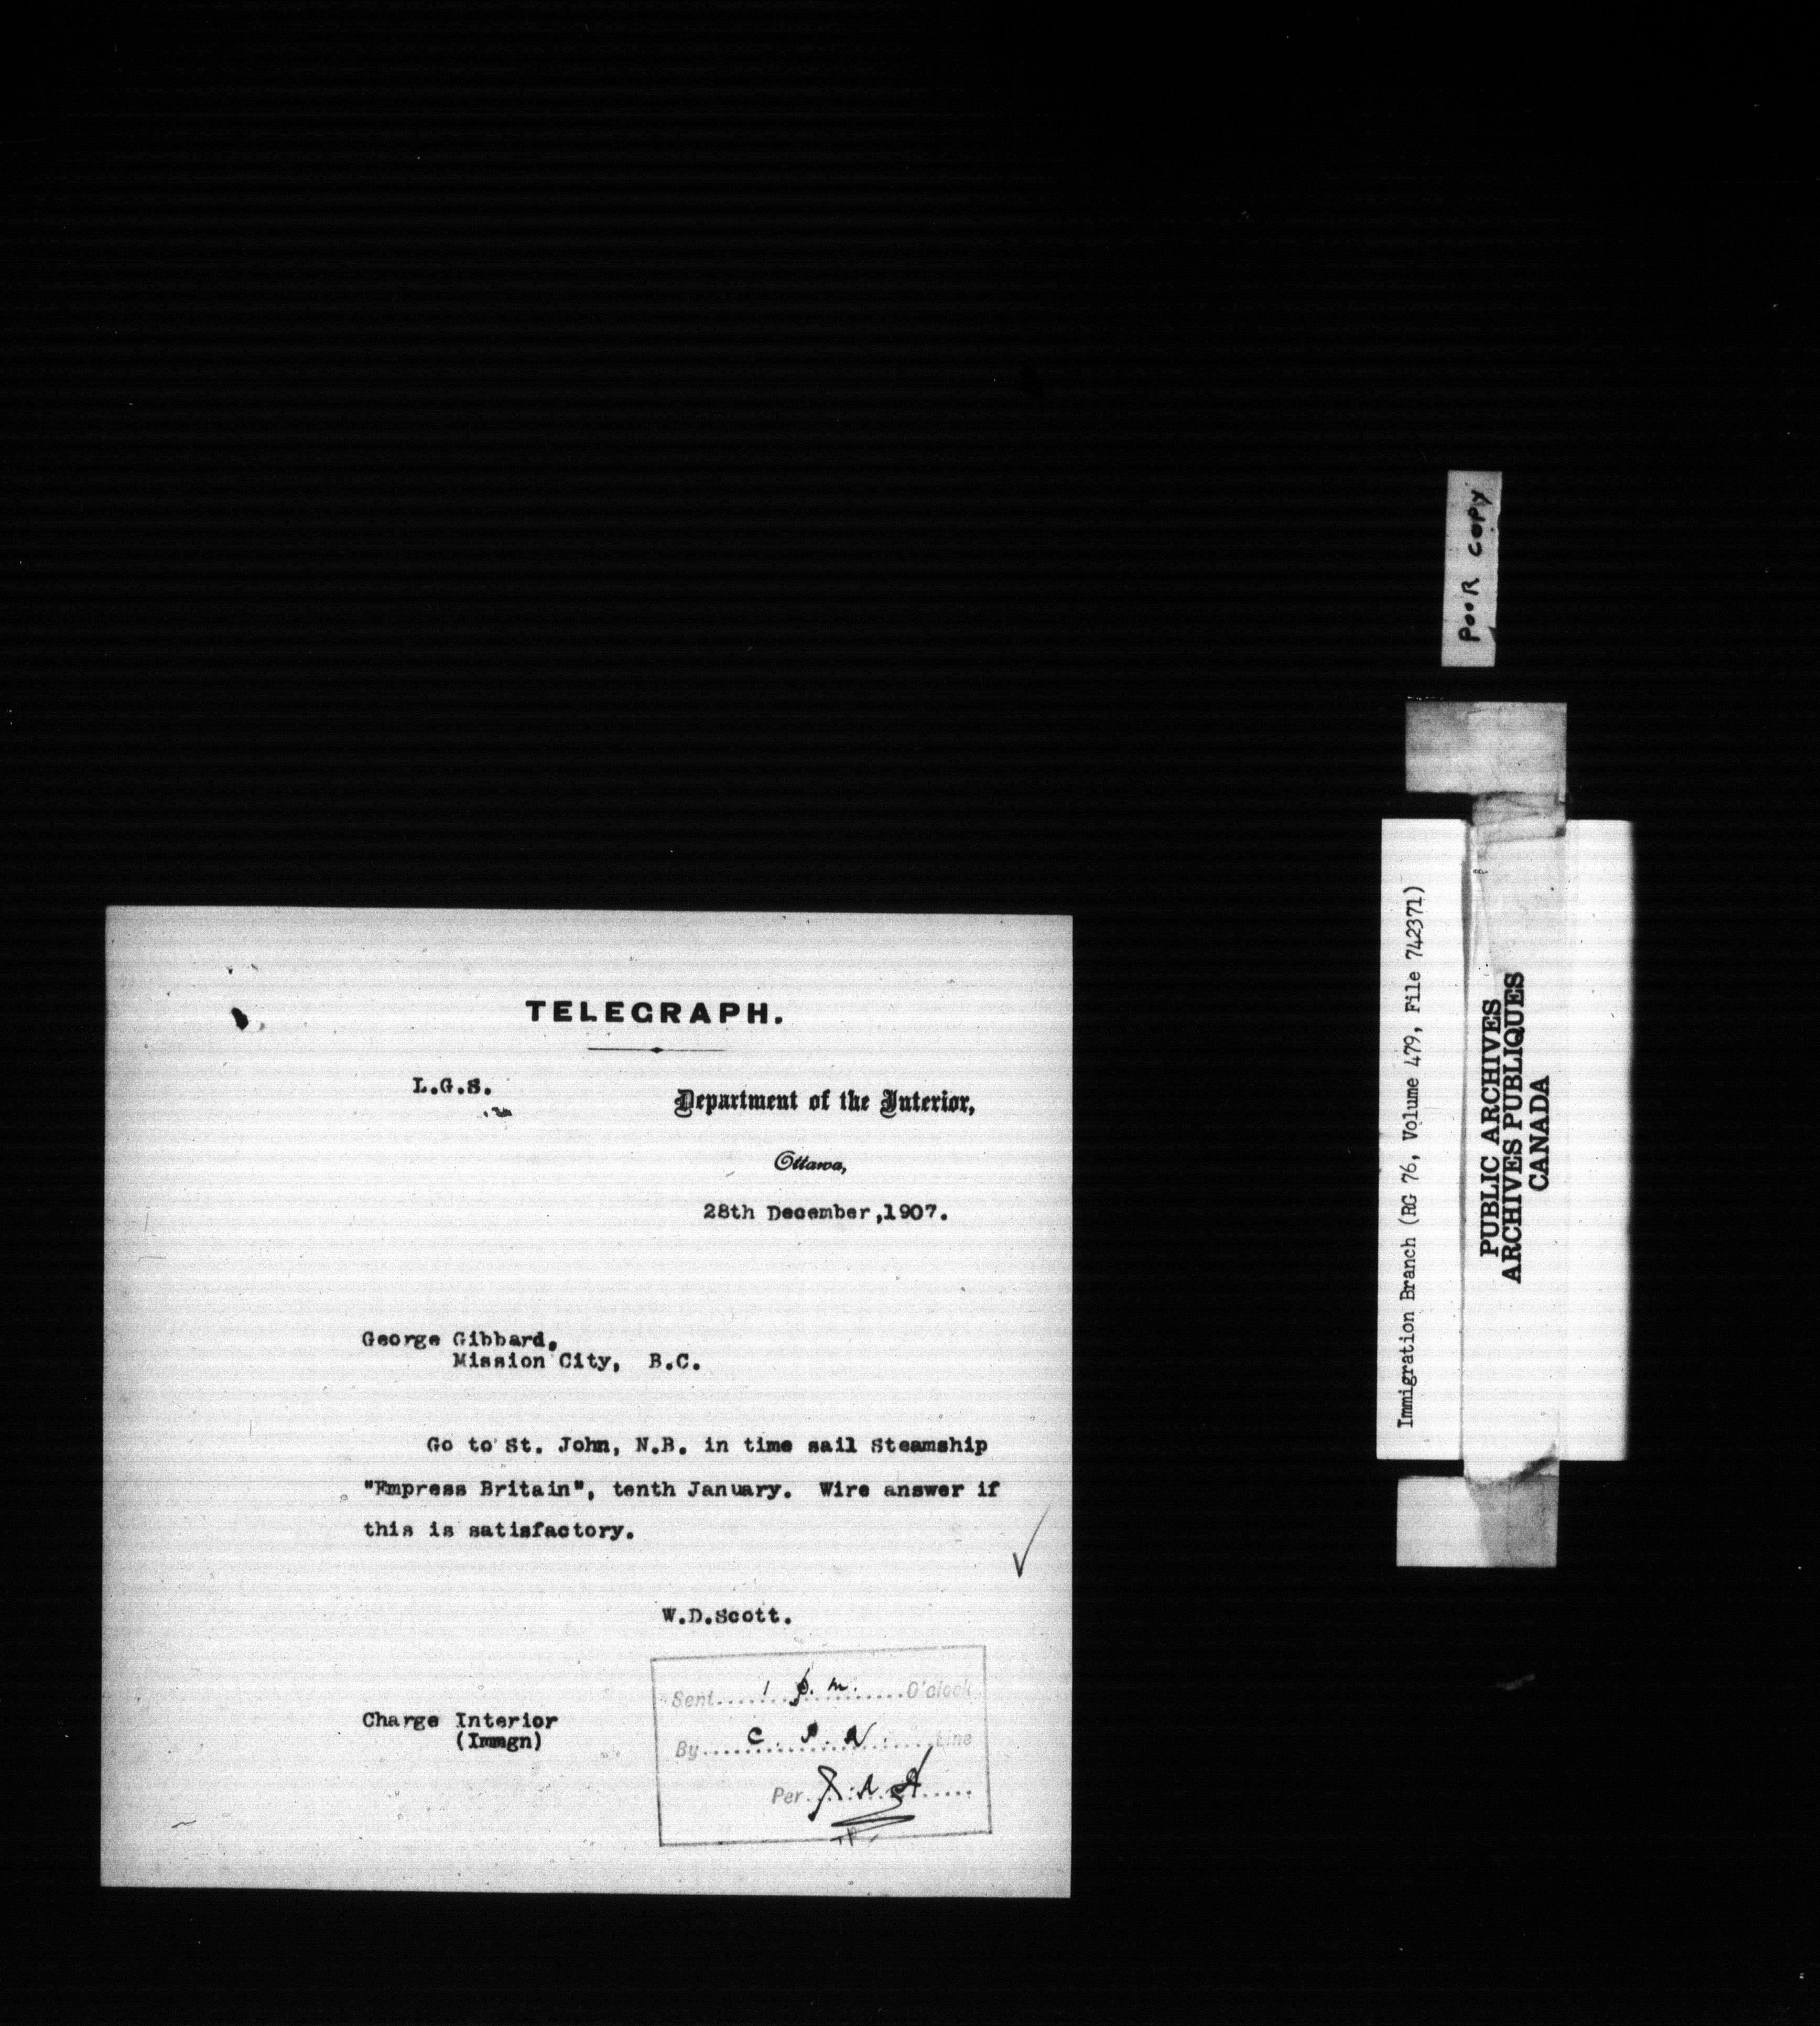 TELEGRAPH.
L.G.S.
Department of the Interior,
Ottawa,
28th December,1907.
George Gibbard,
Mission City, B.C.
Go to St. John, N.B. in time sail Steamship
"Empress Britain", tenth January. Wire answer if
this is satisfactory.
W.D.Scott.
Charge Interior
(Immgn)
Sent 1 p.m. O'clock
By C.P.R. Line
Per
POOR COPY
Immigration Branch (RG 76, Volume 479, File 742371)
PUBLIC ARCHIVES
ARCHIVES PUBLIQUES
CANADA